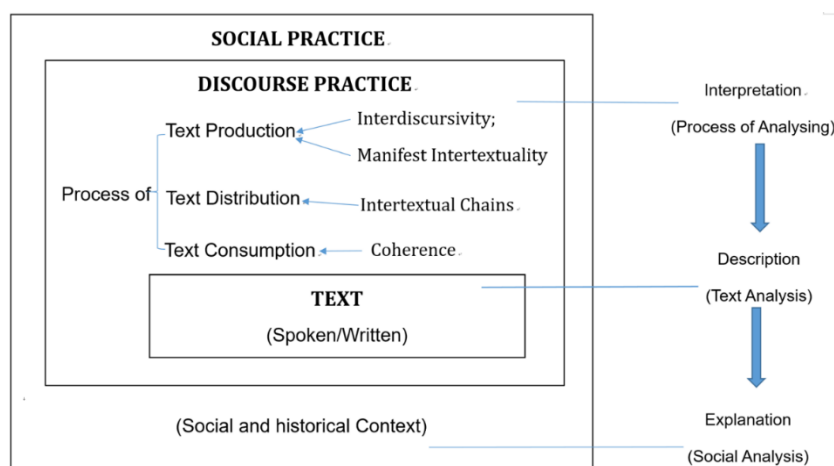 SOCIAL PRACTICE
DISCOURSE PRACTICE
Interpretation
(Process of Analysing)
Text Production
Interdiscursivity;
Manifest Intertextuality
Process of
Text Distribution
Intertextual Chains
Text Consumption
Coherence
Description
(Text Analysis)
TEXT
(Spoken/Written)
(Social and historical Context)
Explanation
(Social Analysis)